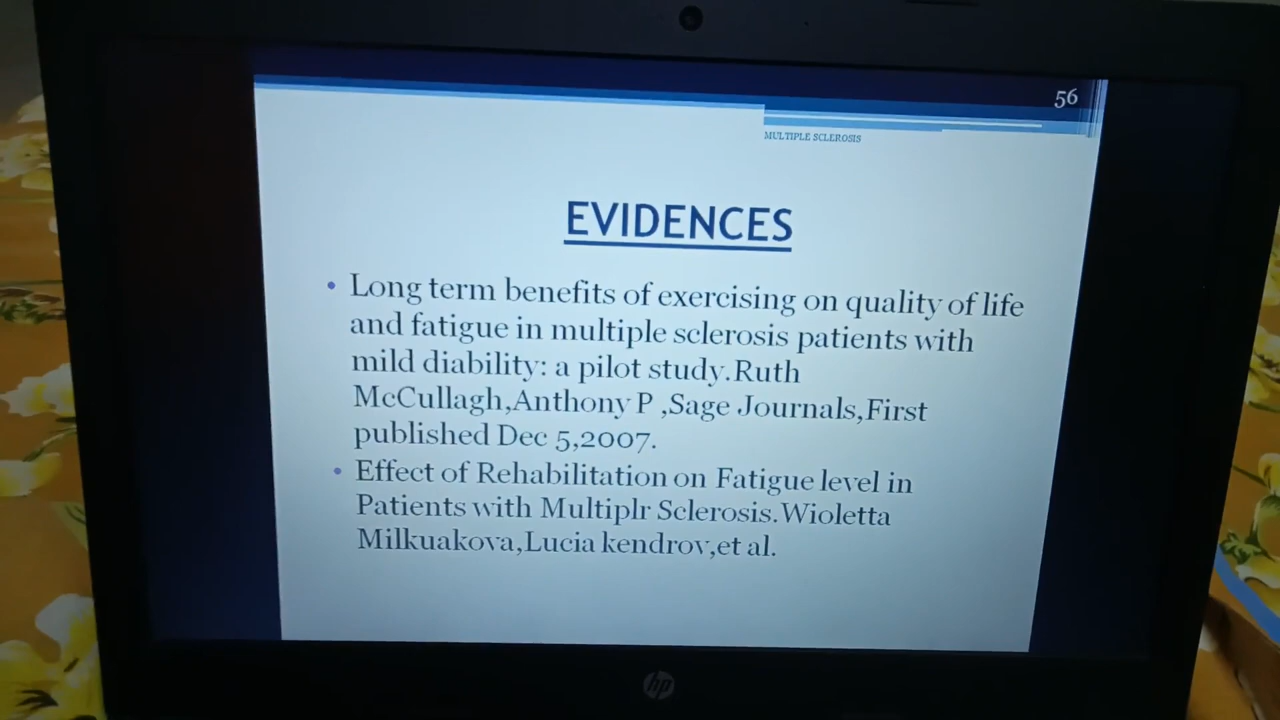 56
MULTIPLE SCLEROSIS
EVIDENCES
• Long term benefits of exercising on quality of life
and fatigue in multiple sclerosis patients with
mild diability: a pilot study.Ruth
McCullagh,Anthony P ,Sage Journals,First
published Dec 5,2007.
• Effect of Rehabilitation on Fatigue level in
Patients with Multiplr Sclerosis.Wioletta
Milkuakova,Lucia kendrov,et al.
hp